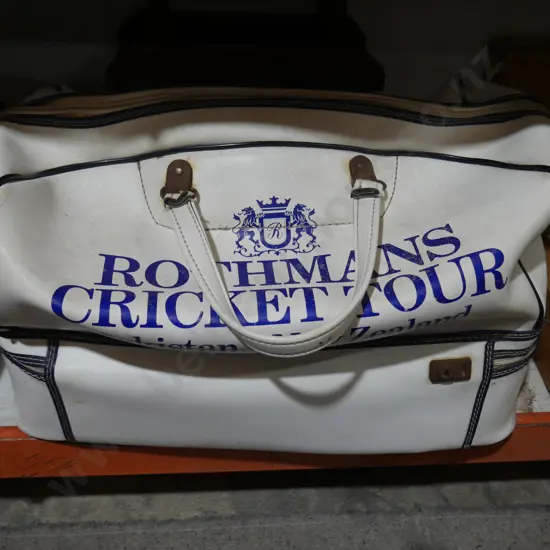 R
ROTHMANS
CRICKET TOUR
Zealand